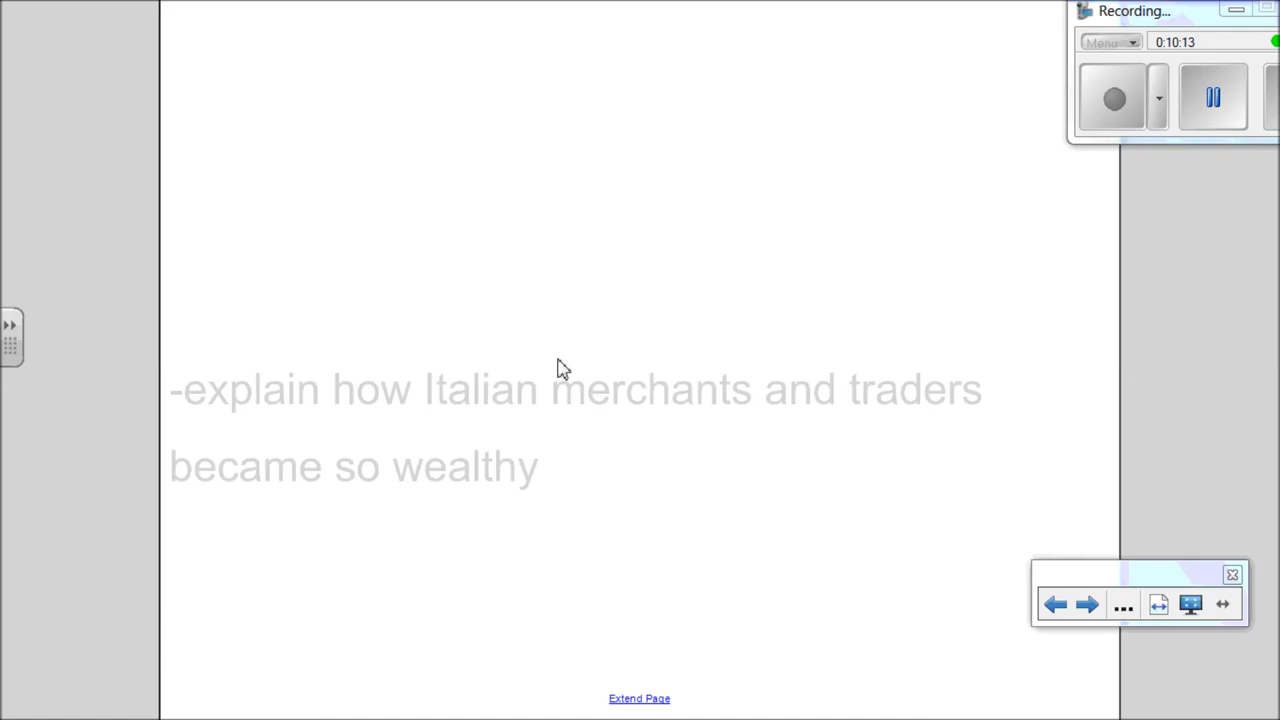 Recording...
Menu
0:10:13
-explain how Italian merchants and traders
became so wealthy
...
Extend Page